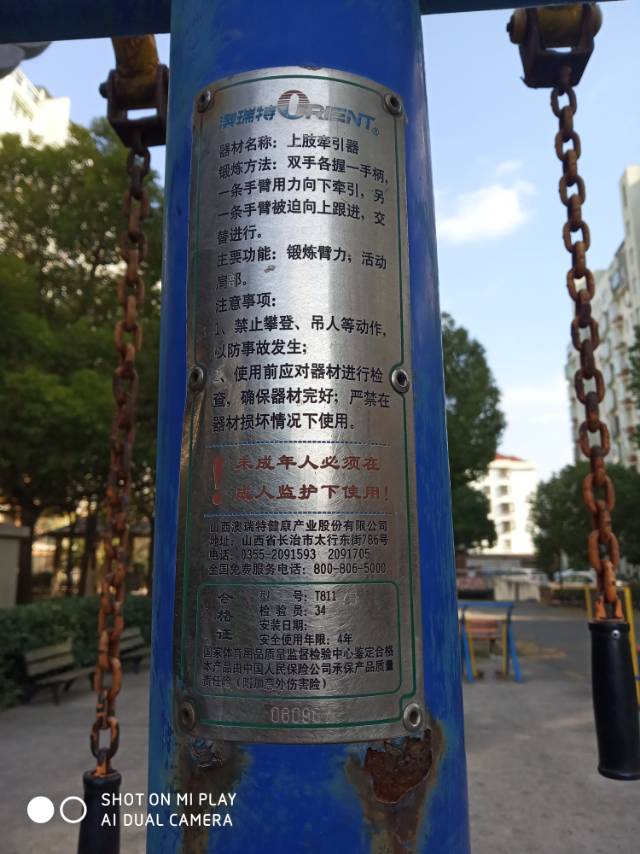 澳瑞特 ORIENT®
器材名称：上肢牵引器
锻炼方法：双手各握一手柄，
一条手臂用力向下牵引，另
一条手臂被迫向上跟进，交
替进行。
主要功能：锻炼臂力；活动
肩部。
注意事项：
1、禁止攀登、吊人等动作，
以防事故发生；
、使用前应对器材进行检
查，确保器材完好；严禁在
器材损坏情况下使用。
! 未成年人必须在
成人监护下使用!
山西澳瑞特健康产业股份有限公司
地址：山西省长治市太行东街786号
电话：0355-2091593 2091705
全国免费服务电话：800-806-5000
合格证
型 号：T811
检 验 员：34
安装日期：
安全使用年限：4年
国家体育用品质量监督检验中心鉴定合格
本产品由中国人民保险公司承保产品质量
责任险（附加意外伤害险）
SHOT ON MI PLAY
AI DUAL CAMERA